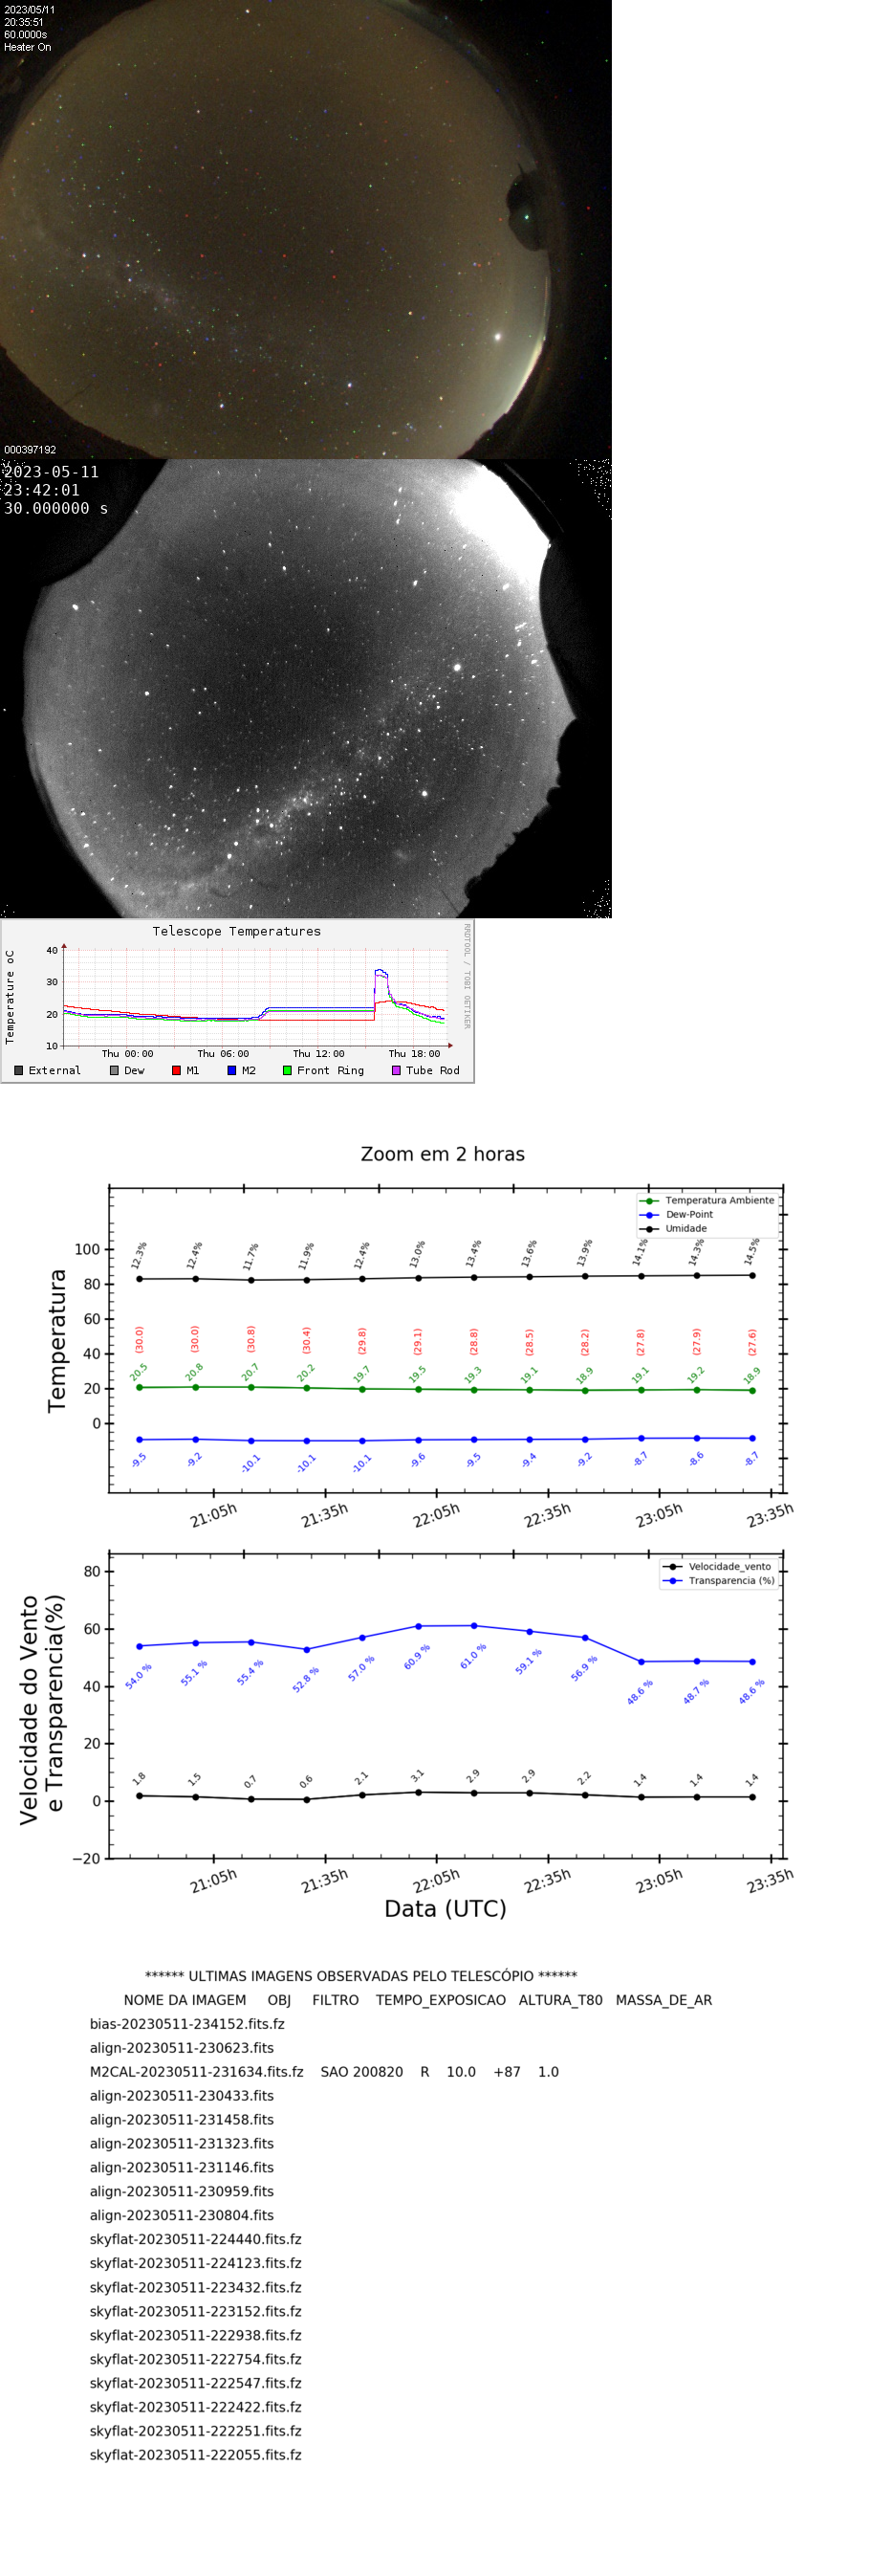 2023/05/11
20:35:51
60.0000s
Heater On
000397192
2023-05-11
23:42:01
30.000000 s
Telescope Temperatures
RRDTOOL / TOBI OETIKER
Temperature oC
40
30
20
10
Thu 00:00 Thu 06:00 Thu 12:00 Thu 18:00
External Dew M1 M2 Front Ring Tube Rod
Zoom em 2 horas
Temperatura Ambiente
Dew-Point
Umidade
Temperatura
100
80
60
40
20
0
12.3% 12.4% 11.7% 11.9% 12.4% 13.0% 13.4% 13.6% 13.9% 14.1% 14.3% 14.5%
(30.0) (30.0) (30.8) (30.4) (29.8) (29.1) (28.8) (28.5) (28.2) (27.8) (27.9) (27.6)
20.5 20.8 20.7 20.2 19.7 19.5 19.3 19.1 18.9 19.1 19.2 18.9
-9.5 -9.2 -10.1 -10.1 -10.1 -9.6 -9.5 -9.4 -9.2 -8.7 -8.6 -8.7
21:05h 21:35h 22:05h 22:35h 23:05h 23:35h
Velocidade_vento
Transparencia (%)
Velocidade do Vento
e Transparencia(%)
80
60
40
20
0
−20
54.0 % 55.1 % 55.4 % 52.8 % 57.0 % 60.9 % 61.0 % 59.1 % 56.9 % 48.6 % 48.7 % 48.6 %
1.8 1.5 0.7 0.6 2.1 3.1 2.9 2.9 2.2 1.4 1.4 1.4
21:05h 21:35h 22:05h 22:35h 23:05h 23:35h
Data (UTC)
****** ULTIMAS IMAGENS OBSERVADAS PELO TELESCÓPIO ******
NOME DA IMAGEM OBJ FILTRO TEMPO_EXPOSICAO ALTURA_T80 MASSA_DE_AR
bias-20230511-234152.fits.fz
align-20230511-230623.fits
M2CAL-20230511-231634.fits.fz SAO 200820 R 10.0 +87 1.0
align-20230511-230433.fits
align-20230511-231458.fits
align-20230511-231323.fits
align-20230511-231146.fits
align-20230511-230959.fits
align-20230511-230804.fits
skyflat-20230511-224440.fits.fz
skyflat-20230511-224123.fits.fz
skyflat-20230511-223432.fits.fz
skyflat-20230511-223152.fits.fz
skyflat-20230511-222938.fits.fz
skyflat-20230511-222754.fits.fz
skyflat-20230511-222547.fits.fz
skyflat-20230511-222422.fits.fz
skyflat-20230511-222251.fits.fz
skyflat-20230511-222055.fits.fz